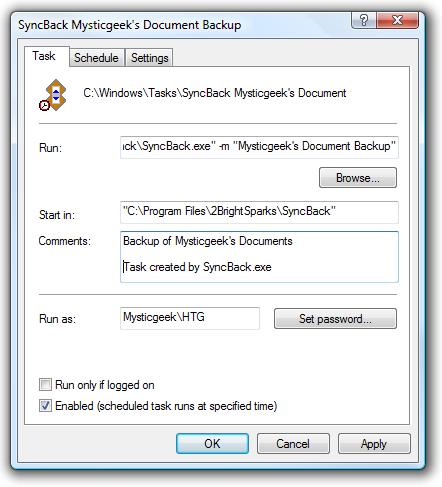 SyncBack Mysticgeek's Document Backup
Task Schedule Settings
C:\Windows\Tasks\SyncBack Mysticgeek's Document
Run: ack\SyncBack.exe" -m "Mysticgeek's Document Backup"
Browse...
Start in: "C:\Program Files\2BrightSparks\SyncBack"
Comments: Backup of Mysticgeek's Documents
Task created by SyncBack.exe
Run as: Mysticgeek\HTG Set password...
Run only if logged on
Enabled (scheduled task runs at specified time)
OK Cancel Apply